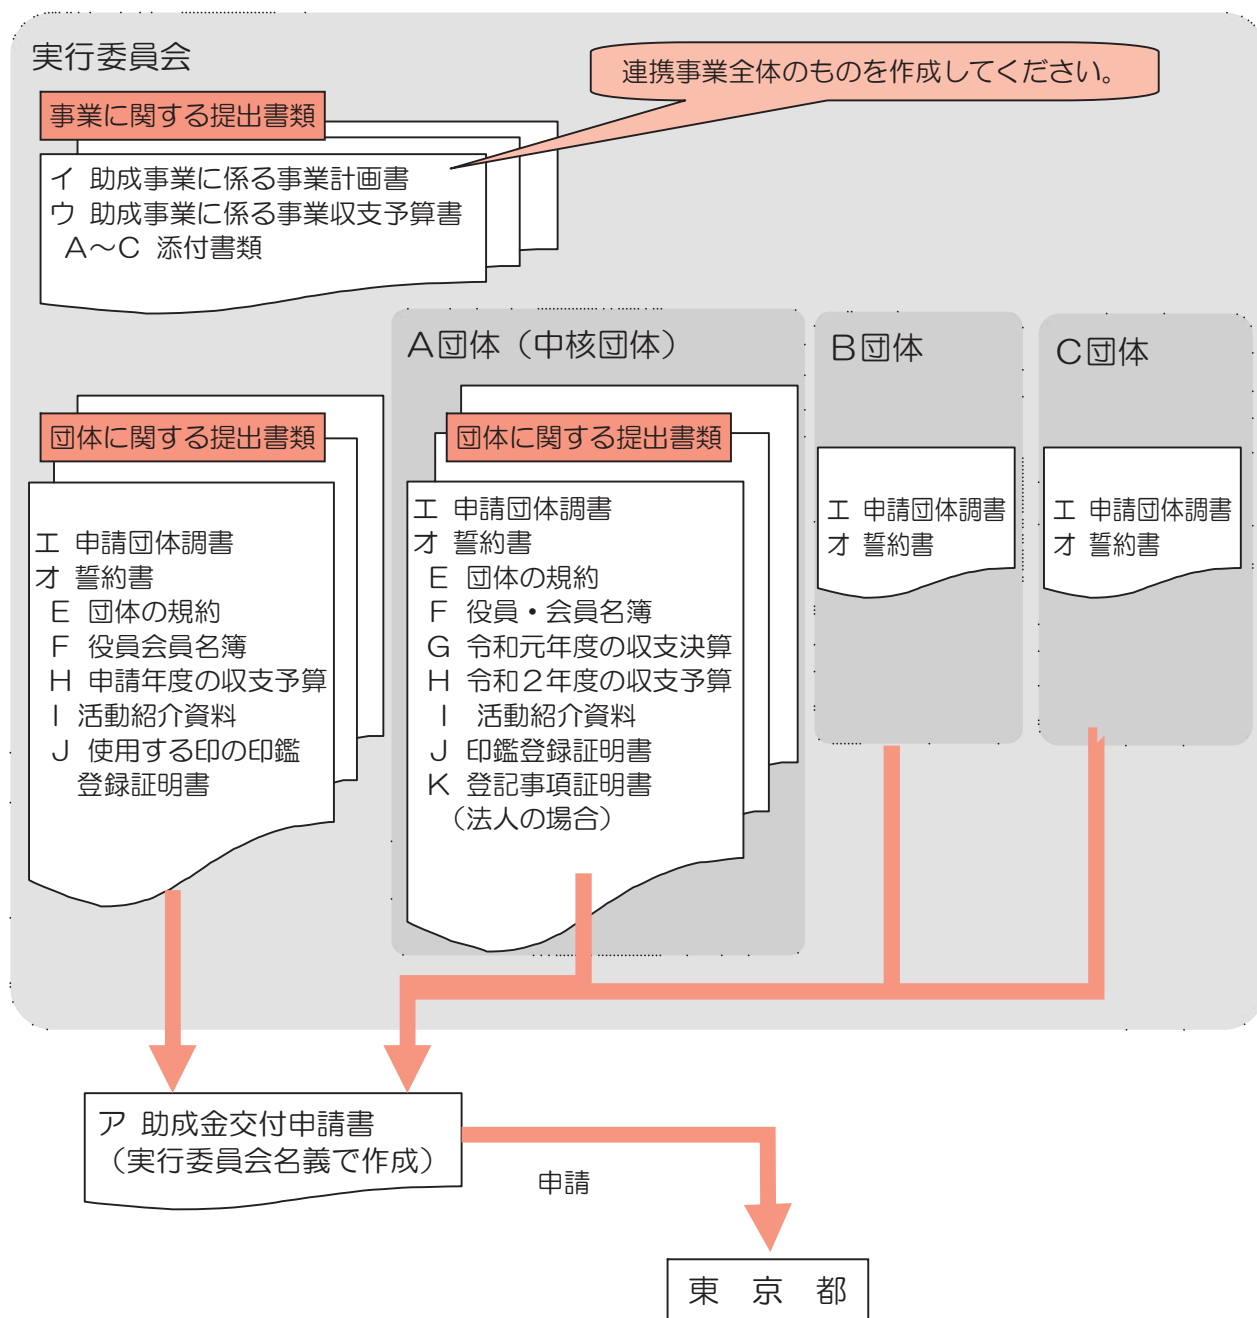 実行委員会
連携事業全体のものを作成してください。
事業に関する提出書類
イ 助成事業に係る事業計画書
ウ 助成事業に係る事業収支予算書
A～C 添付書類
団体に関する提出書類
エ 申請団体調書
オ 誓約書
E 団体の規約
F 役員会員名簿
H 申請年度の収支予算
I 活動紹介資料
J 使用する印の印鑑
登録証明書
A団体（中核団体）
団体に関する提出書類
エ 申請団体調書
オ 誓約書
E 団体の規約
F 役員・会員名簿
G 令和元年度の収支決算
H 令和２年度の収支予算
I 活動紹介資料
J 印鑑登録証明書
K 登記事項証明書
（法人の場合）
B団体
エ 申請団体調書
オ 誓約書
C団体
エ 申請団体調書
オ 誓約書
ア 助成金交付申請書
（実行委員会名義で作成）
申請
東 京 都